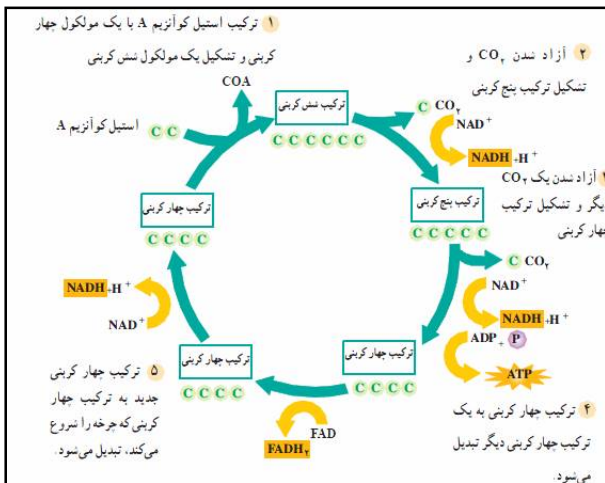 ۱ ترکیب استیل کوآنزیم A با یک مولکول چهار
کربنی و تشکیل یک مولکول شش کربنی
۲ آزاد شدن CO۲ و
تشکیل ترکیب پنج کربنی
COA
ترکیب شش کربنی
C C C C C C
استیل کوآنزیم A
C C
C CO۲
NAD+
NADH+H+
آزاد شدن یک CO۲
دیگر و تشکیل ترکیب
چهار کربنی
ترکیب پنج کربنی
C C C C C
ترکیب چهار کربنی
C C C C
C CO۲
NAD+
NADH+H+
ADP+ P
ATP
NADH+H+
NAD+
ترکیب چهار کربنی
C C C C
ترکیب چهار کربنی
C C C C
FAD
FADH۲
۴ ترکیب چهار کربنی به یک
ترکیب چهار کربنی دیگر تبدیل
می‌شود.
۵ ترکیب چهار کربنی
جدید به ترکیب چهار
کربنی که چرخه را شروع
می‌کند، تبدیل می‌شود.